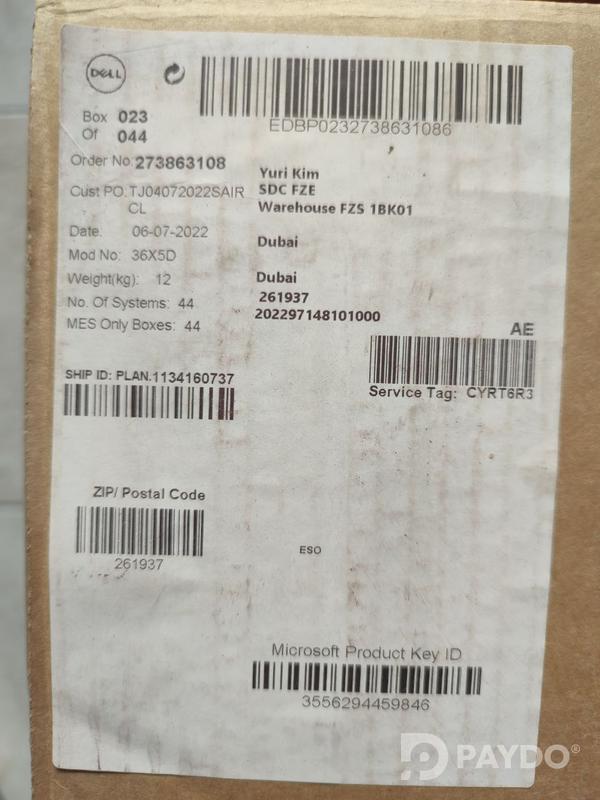 DELL
EDBP0232738631086
Box 023
Of 044
Order No: 273863108
Cust PO. TJ04072022SAIR
CL
Date. 06-07-2022
Mod No: 36X5D
Weight(kg): 12
No. Of Systems: 44
MES Only Boxes: 44
Yuri Kim
SDC FZE
Warehouse FZS 1BK01
Dubai
Dubai
261937
202297148101000
AE
Service Tag: CYRT6R3
SHIP ID: PLAN.1134160737
ZIP/ Postal Code
261937
ESO
Microsoft Product Key ID
3556294459846
PAYDO®